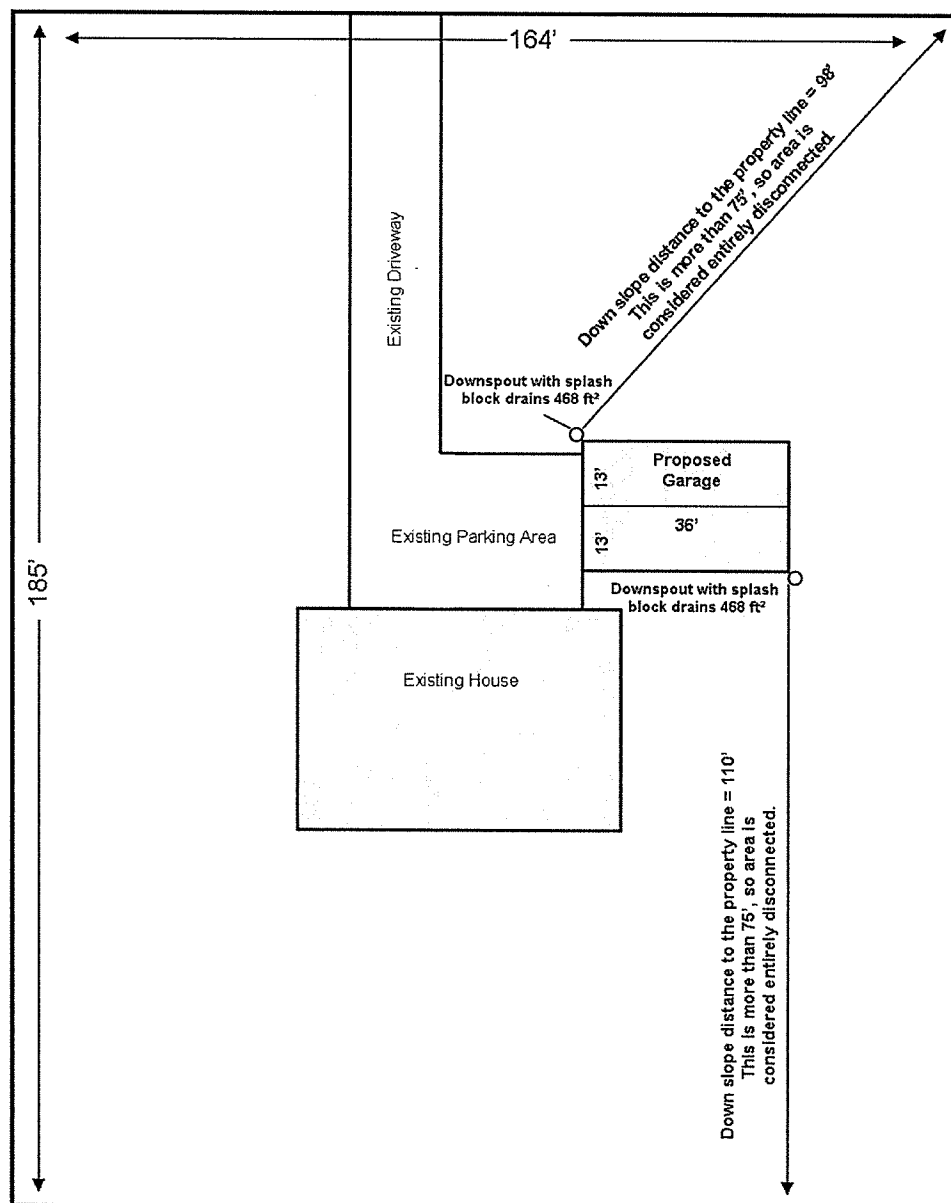 164'
Down slope distance to the property line = 98'
This is more than 75', so area is
considered entirely disconnected.
Existing Driveway
Downspout with splash
block drains 468 ft²
Proposed
Garage
13'
36'
13'
Existing Parking Area
185'
Downspout with splash
block drains 468 ft²
Existing House
Down slope distance to the property line = 110'
This is more than 75', so area is
considered entirely disconnected.